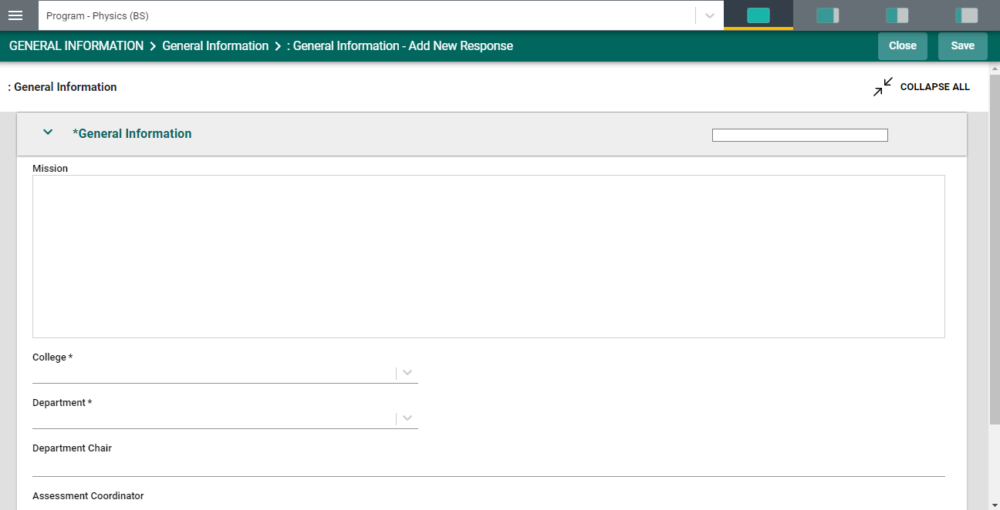 Program - Physics (BS)
GENERAL INFORMATION > General Information > : General Information - Add New Response
Close
Save
: General Information
COLLAPSE ALL
*General Information
Mission
College *
Department *
Department Chair
Assessment Coordinator